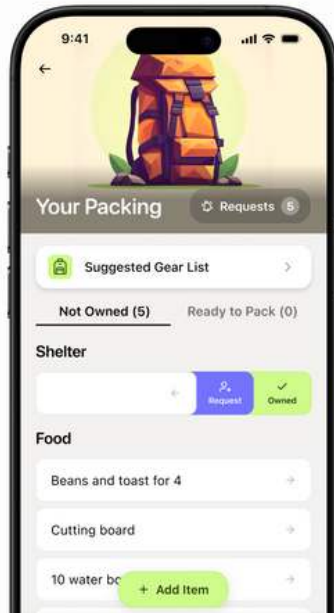 9:41
Your Packing
Requests 5
Suggested Gear List
Not Owned (5) Ready to Pack (0)
Shelter
Request Owned
Food
Beans and toast for 4
Cutting board
10 water
+ Add Item